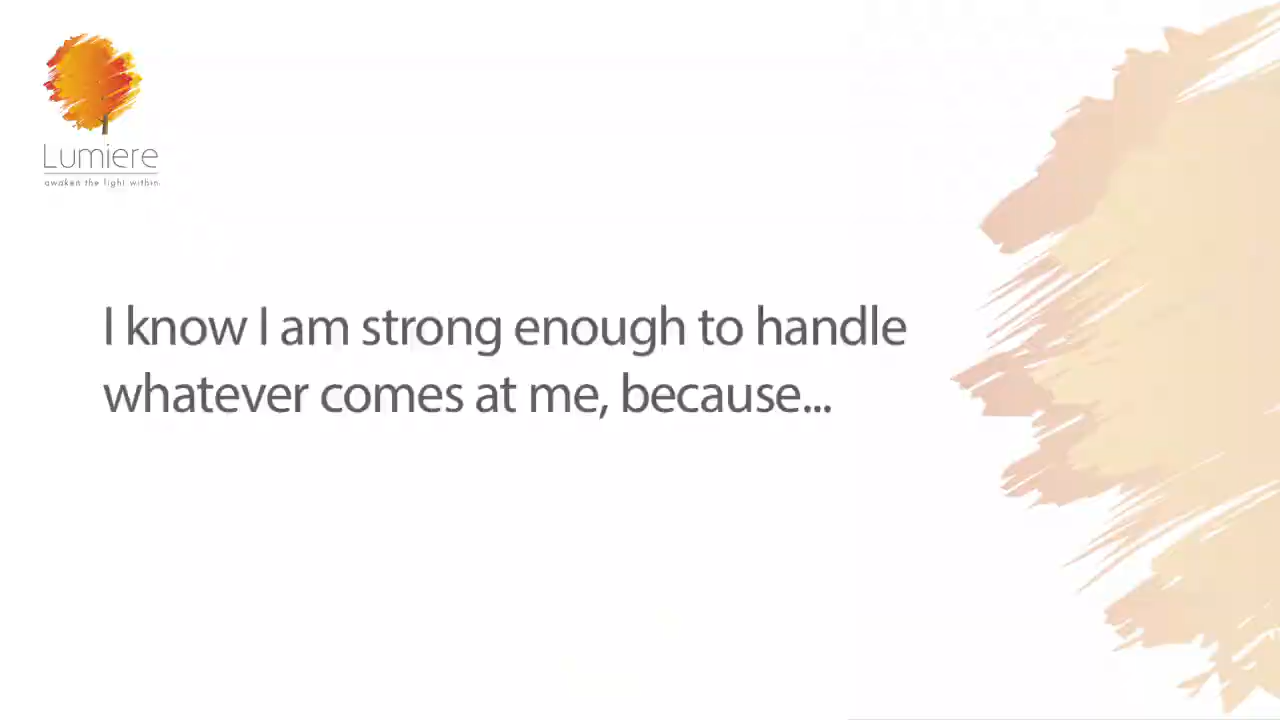 Lumiere
awaken the light within.
I know I am strong enough to handle
whatever comes at me, because...